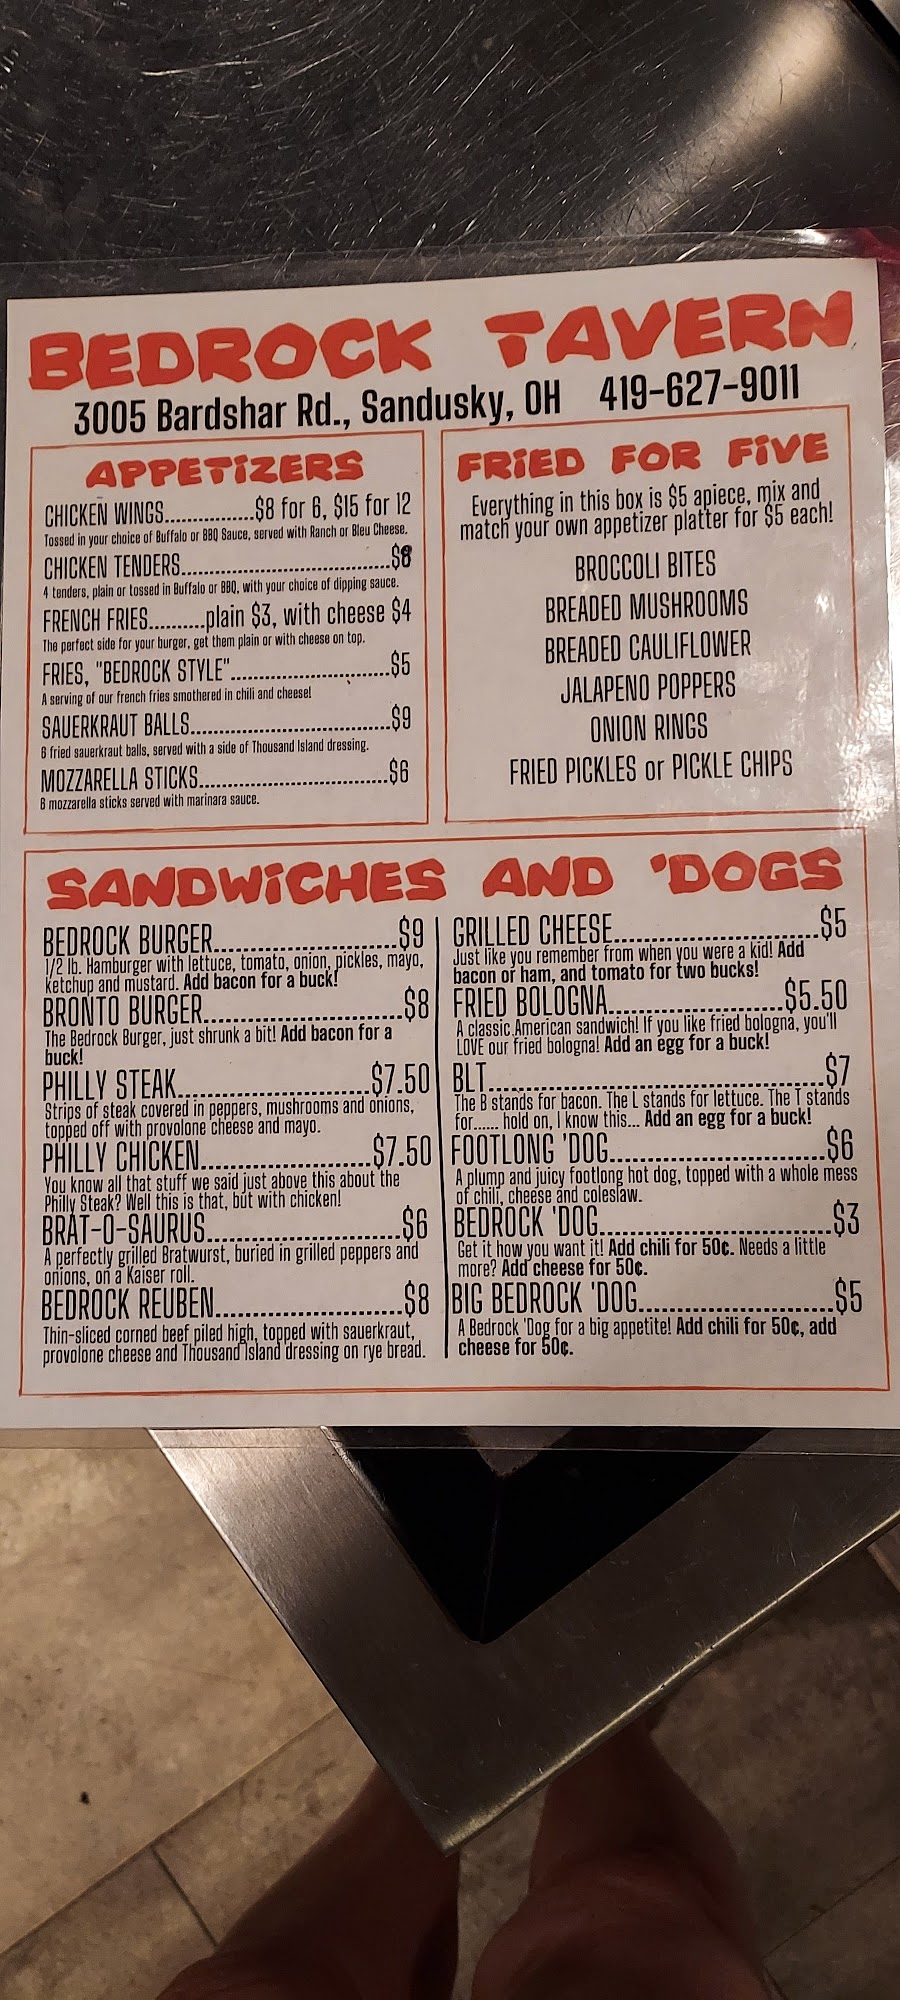 BEDROCK TAVERN
3005 Bardshar Rd., Sandusky, OH 419-627-9011
APPETiZERS
CHICKEN WINGS................$8 for 6, $15 for 12
Tossed in your choice of Buffalo or BBQ Sauce, served with Ranch or Bleu Cheese.
CHICKEN TENDERS......................................$8
4 tenders, plain or tossed in Buffalo or BBQ, with your choice of dipping sauce.
FRENCH FRIES..........plain $3, with cheese $4
The perfect side for your burger, get them plain or with cheese on top.
FRIES, "BEDROCK STYLE".............................$5
A serving of our french fries smothered in chili and cheese!
SAUERKRAUT BALLS....................................$9
6 fried sauerkraut balls, served with a side of Thousand Island dressing.
MOZZARELLA STICKS..................................$6
8 mozzarella sticks served with marinara sauce.
FRiED FOR FiVE
Everything in this box is $5 apiece, mix and
match your own appetizer platter for $5 each!
BROCCOLI BITES
BREADED MUSHROOMS
BREADED CAULIFLOWER
JALAPENO POPPERS
ONION RINGS
FRIED PICKLES or PICKLE CHIPS
SANDWiCHES AND 'DOGS
BEDROCK BURGER..........................$9
1/2 lb. Hamburger with lettuce, tomato, onion, pickles, mayo,
ketchup and mustard. Add bacon for a buck!
BRONTO BURGER............................$8
The Bedrock Burger, just shrunk a bit! Add bacon for a
buck!
PHILLY STEAK...........................$7.50
Strips of steak covered in peppers, mushrooms and onions,
topped off with provolone cheese and mayo.
PHILLY CHICKEN........................$7.50
You know all that stuff we said just above this about the
Philly Steak? Well this is that, but with chicken!
BRAT-O-SAURUS............................$6
A perfectly grilled Bratwurst, buried in grilled peppers and
onions, on a Kaiser roll.
BEDROCK REUBEN..........................$8
Thin-sliced corned beef piled high, topped with sauerkraut,
provolone cheese and Thousand Island dressing on rye bread.
GRILLED CHEESE.............................$5
Just like you remember from when you were a kid! Add
bacon or ham, and tomato for two bucks!
FRIED BOLOGNA.........................$5.50
A classic American sandwich! If you like fried bologna, you'll
LOVE our fried bologna! Add an egg for a buck!
BLT...............................................$7
The B stands for bacon. The L stands for lettuce. The T stands
for...... hold on, I know this... Add an egg for a buck!
FOOTLONG 'DOG..............................$6
A plump and juicy footlong hot dog, topped with a whole mess
of chili, cheese and coleslaw.
BEDROCK 'DOG.................................$3
Get it how you want it! Add chili for 50¢. Needs a little
more? Add cheese for 50¢.
BIG BEDROCK 'DOG...........................$5
A Bedrock 'Dog for a big appetite! Add chili for 50¢, add
cheese for 50¢.